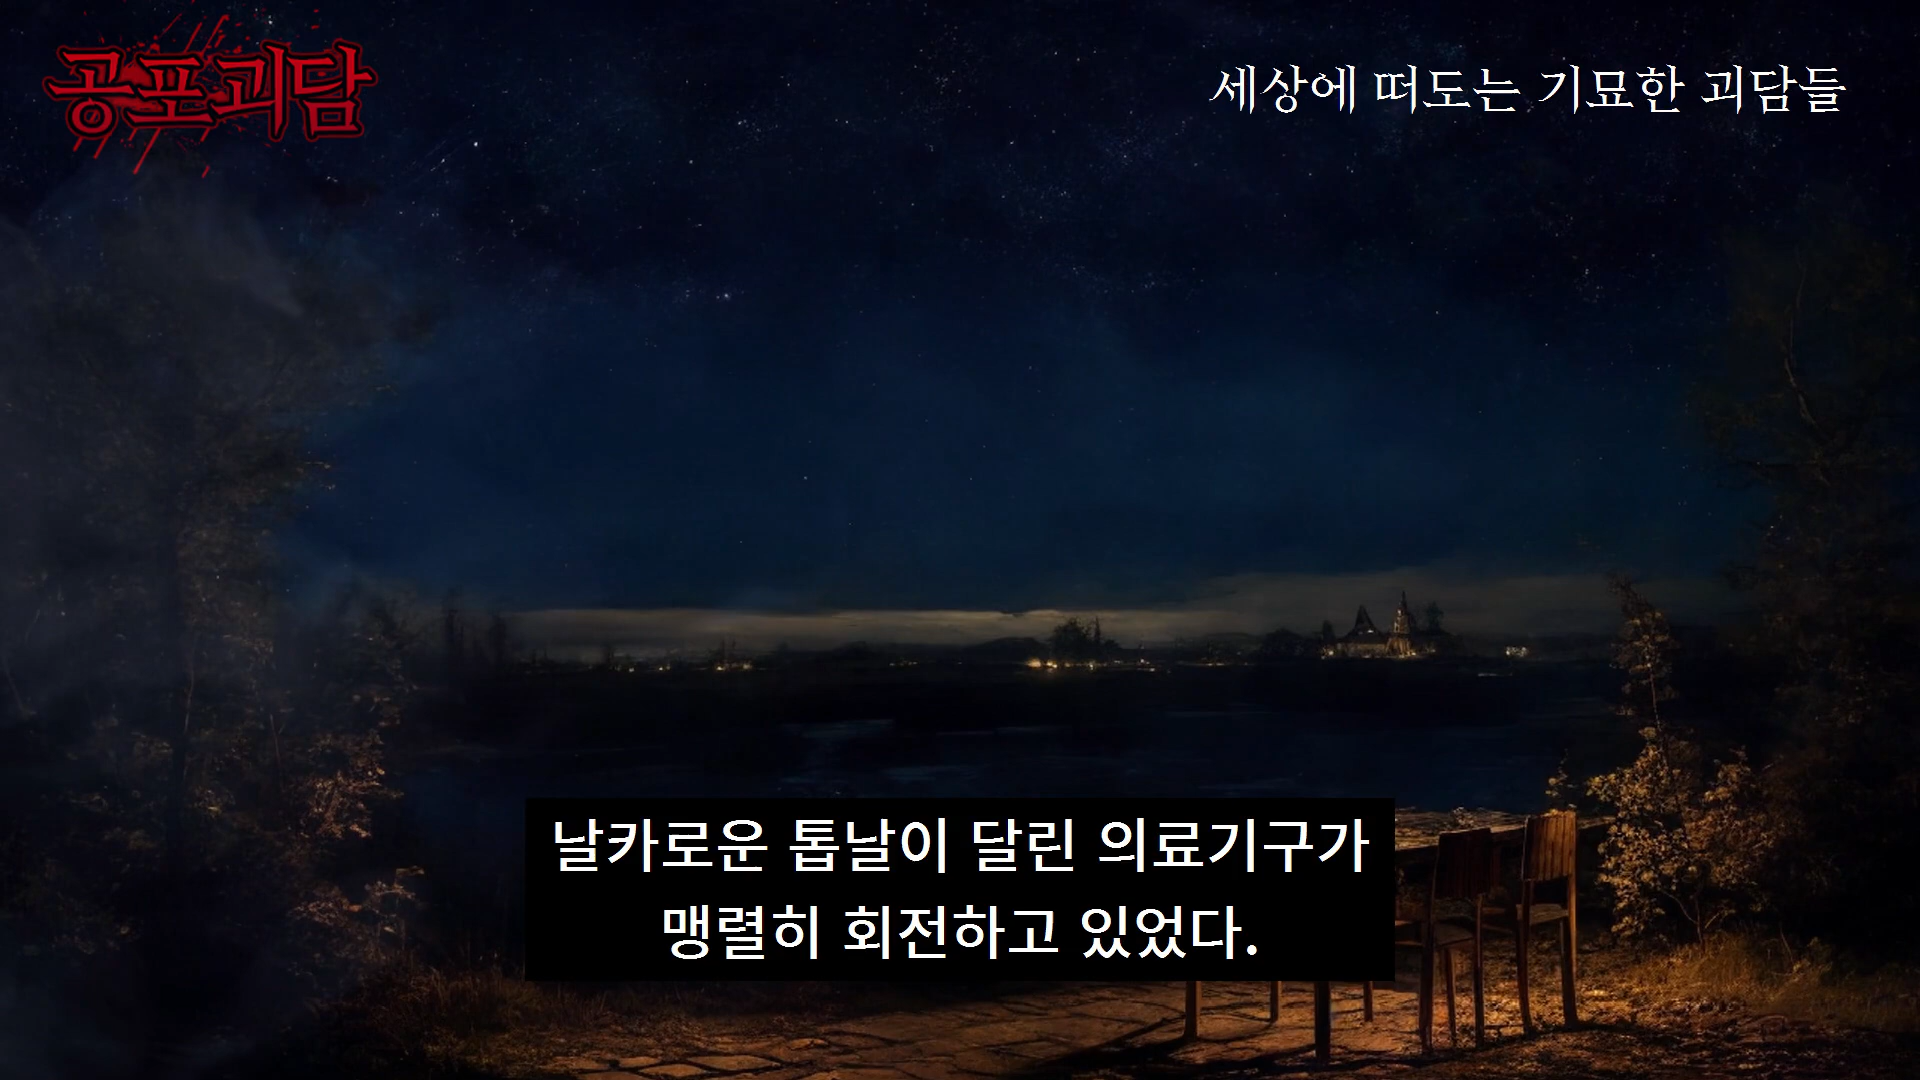 공포괴담
세상에 떠도는 기묘한 괴담들
날카로운 톱날이 달린 의료기구가
맹렬히 회전하고 있었다.